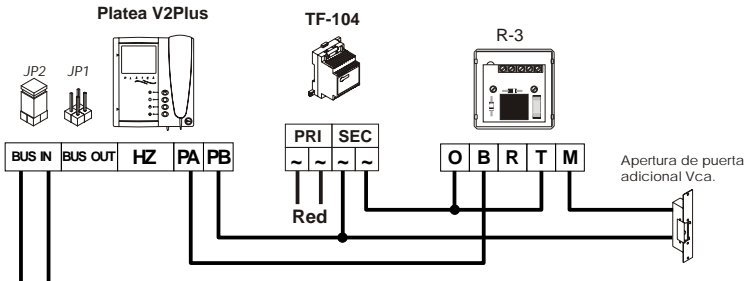 Platea V2Plus
TF-104
R-3
JP2 JP1
PRI SEC
BUS IN BUS OUT HZ PA PB
~ ~ ~ ~
O B R T M
Apertura de puerta
adicional Vca.
Red